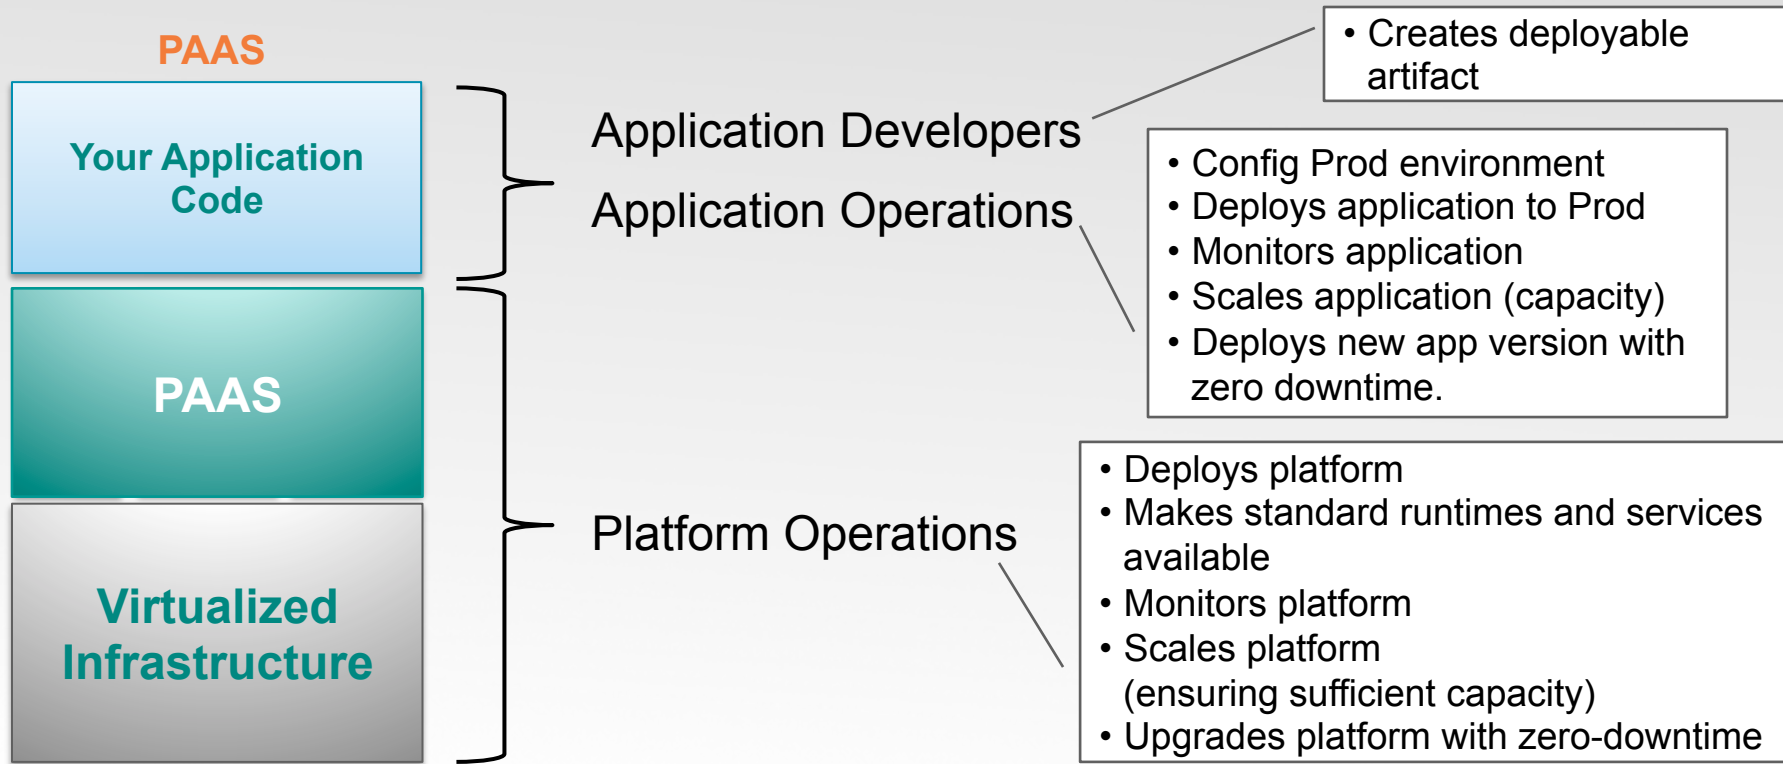 PAAS
Your Application
Code
PAAS
Virtualized
Infrastructure
Application Developers
Application Operations
Platform Operations
• Creates deployable
artifact
• Config Prod environment
• Deploys application to Prod
• Monitors application
• Scales application (capacity)
• Deploys new app version with
zero downtime.
• Deploys platform
• Makes standard runtimes and services
available
• Monitors platform
• Scales platform
(ensuring sufficient capacity)
• Upgrades platform with zero-downtime